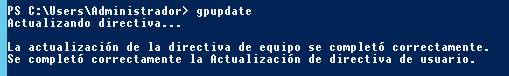 PS C:\Users\Administrador> gpupdate
Actualizando directiva...
La actualización de la directiva de equipo se completó correctamente.
Se completó correctamente la Actualización de directiva de usuario.